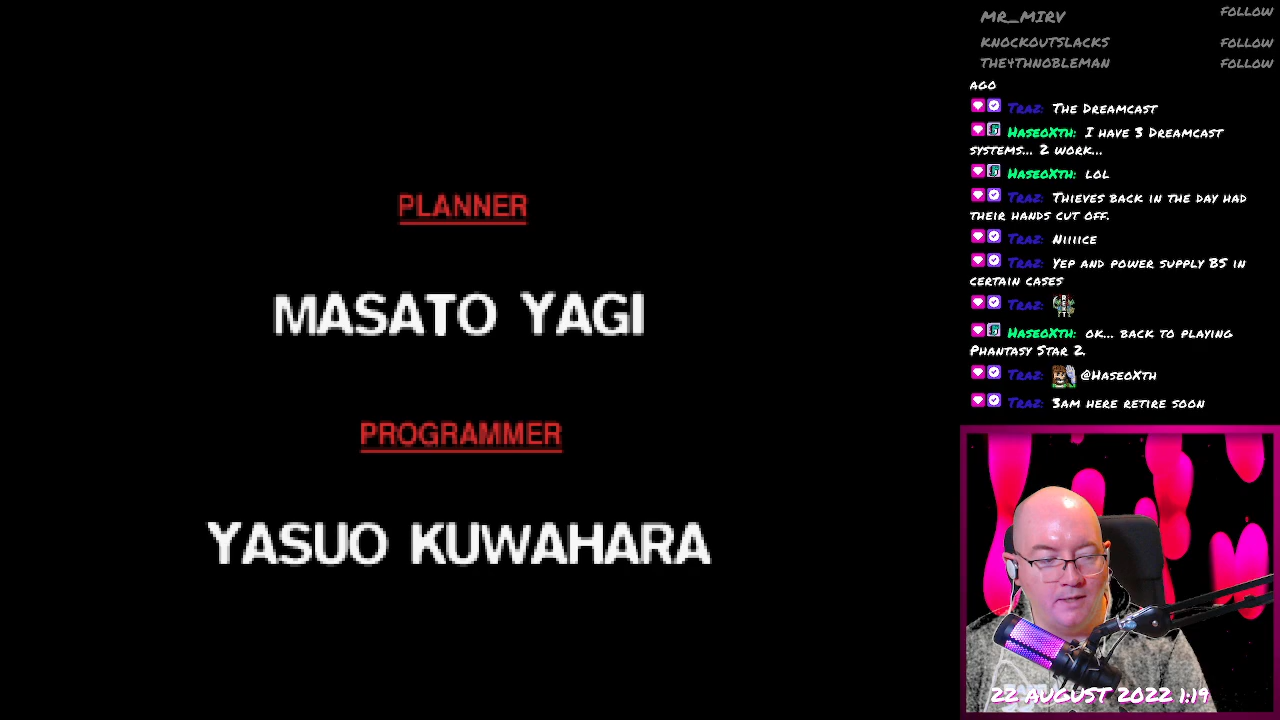 PLANNER
MASATO YAGI
PROGRAMMER
YASUO KUWAHARA
MR_MIRV FOLLOW
KNOCKOUTSLACKS FOLLOW
THE4THNOBLEMAN FOLLOW
AGO
TRAZ: THE DREAMCAST
HASEOXTH: I HAVE 3 DREAMCAST
SYSTEMS... 2 WORK...
HASEOXTH: LOL
TRAZ: THIEVES BACK IN THE DAY HAD
THEIR HANDS CUT OFF.
TRAZ: NIIIICE
TRAZ: YEP AND POWER SUPPLY BS IN
CERTAIN CASES
TRAZ:
HASEOXTH: OK... BACK TO PLAYING
PHANTASY STAR 2.
TRAZ: @HASEOXTH
TRAZ: 3AM HERE RETIRE SOON
22 AUGUST 2022 1:19